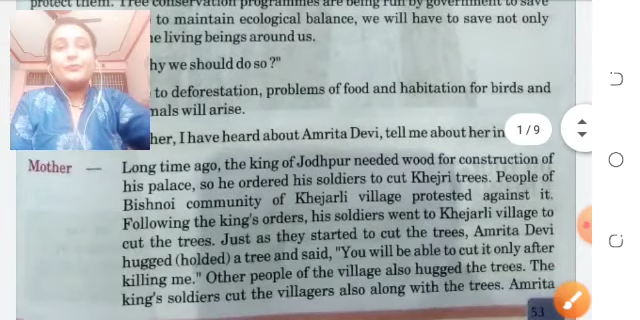 protect them. Tree conservation programmes are being run by government to save
to maintain ecological balance, we will have to save not only
living beings around us.
hy we should do so?"
to deforestation, problems of food and habitation for birds and
mals will arise.
her, I have heard about Amrita Devi, tell me about her in
1/9
Mother — Long time ago, the king of Jodhpur needed wood for construction of
his palace, so he ordered his soldiers to cut Khejri trees. People of
Bishnoi community of Khejarli village protested against it.
Following the king's orders, his soldiers went to Khejarli village to
cut the trees. Just as they started to cut the trees, Amrita Devi
hugged (holded) a tree and said, "You will be able to cut it only after
killing me." Other people of the village also hugged the trees. The
king's soldiers cut the villagers also along with the trees. Amrita
53